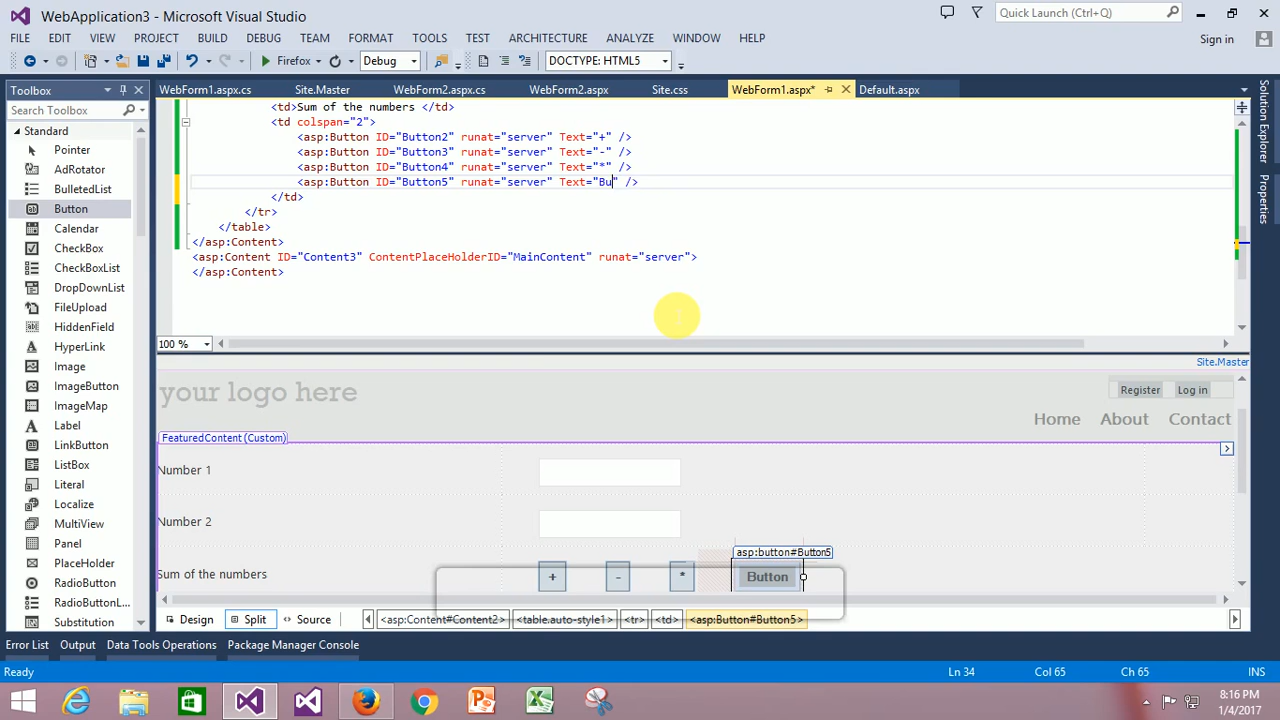 WebApplication3 - Microsoft Visual Studio
Quick Launch (Ctrl+Q)
FILE EDIT VIEW PROJECT BUILD DEBUG TEAM FORMAT TOOLS TEST ARCHITECTURE ANALYZE WINDOW HELP
Sign in
Firefox Debug DOCTYPE: HTML5
Toolbox
WebForm1.aspx.cs Site.Master WebForm2.aspx.cs WebForm2.aspx Site.css WebForm1.aspx* Default.aspx
Search Toolbox
Standard
Pointer
AdRotator
BulletedList
Button
Calendar
CheckBox
CheckBoxList
DropDownList
FileUpload
HiddenField
HyperLink
Image
ImageButton
ImageMap
Label
LinkButton
ListBox
Literal
Localize
MultiView
Panel
PlaceHolder
RadioButton
RadioButtonL...
Substitution
<td>Sum of the numbers </td>
<td colspan="2">
<asp:Button ID="Button2" runat="server" Text="+" />
<asp:Button ID="Button3" runat="server" Text="-" />
<asp:Button ID="Button4" runat="server" Text="*" />
<asp:Button ID="Button5" runat="server" Text="Bu" />
</td>
</tr>
</table>
</asp:Content>
<asp:Content ID="Content3" ContentPlaceHolderID="MainContent" runat="server">
</asp:Content>
100 %
Site.Master
your logo here
Register Log in
Home About Contact
FeaturedContent (Custom)
Number 1
Number 2
asp:button#Button5
Sum of the numbers + - * Button
Design Split Source <asp:Content#Content2> <table.auto-style1> <tr> <td> <asp:Button#Button5>
Solution Explorer
Properties
Error List Output Data Tools Operations Package Manager Console
Ready Ln 34 Col 65 Ch 65 INS
8:16 PM
1/4/2017